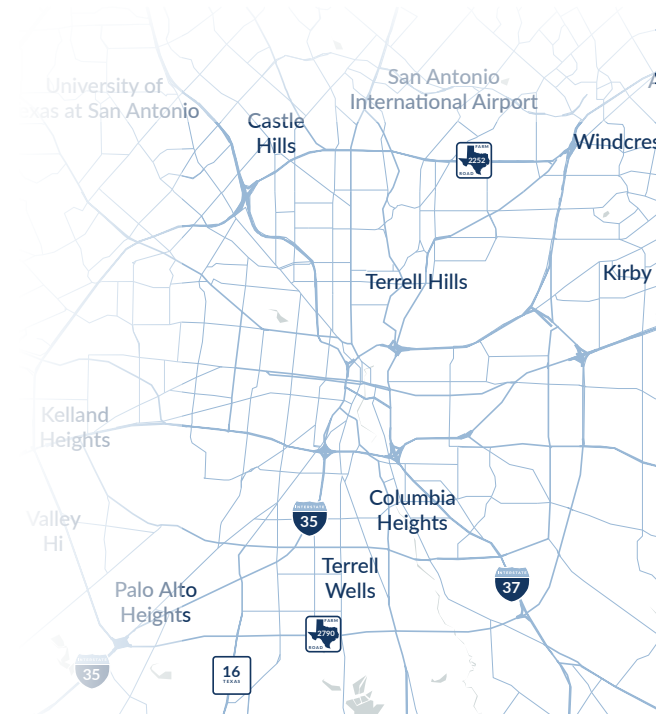 University of
exas at San Antonio
San Antonio
International Airport
Castle
Hills
FARM
2252
ROAD
Windcres
A
Terrell Hills
Kirby
Kelland
Heights
Columbia
Heights
INTERSTATE
35
Valley
Hi
Terrell
Wells
INTERSTATE
37
Palo Alto
Heights
FARM
2790
ROAD
INTERSTATE
35
16
TEXAS